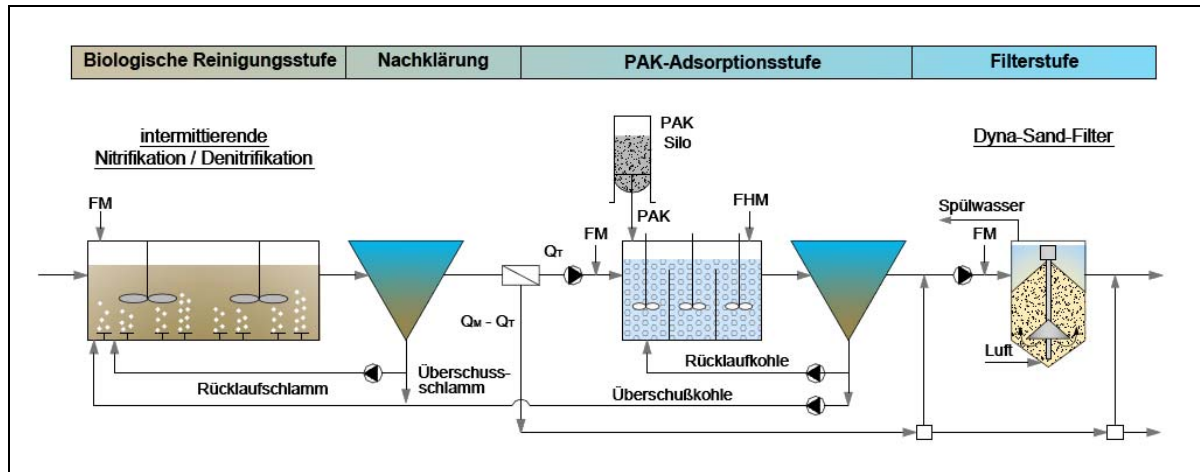 Biologische Reinigungsstufe
Nachklärung
PAK-Adsorptionsstufe
Filterstufe
intermittierende
Nitrifikation / Denitrifikation
PAK
Silo
Dyna-Sand-Filter
FM
PAK
FHM
Spülwasser
FM
FM
QT
QM – QT
Luft
Rücklaufschlamm
Überschuss-
schlamm
Rücklaufkohle
Überschußkohle